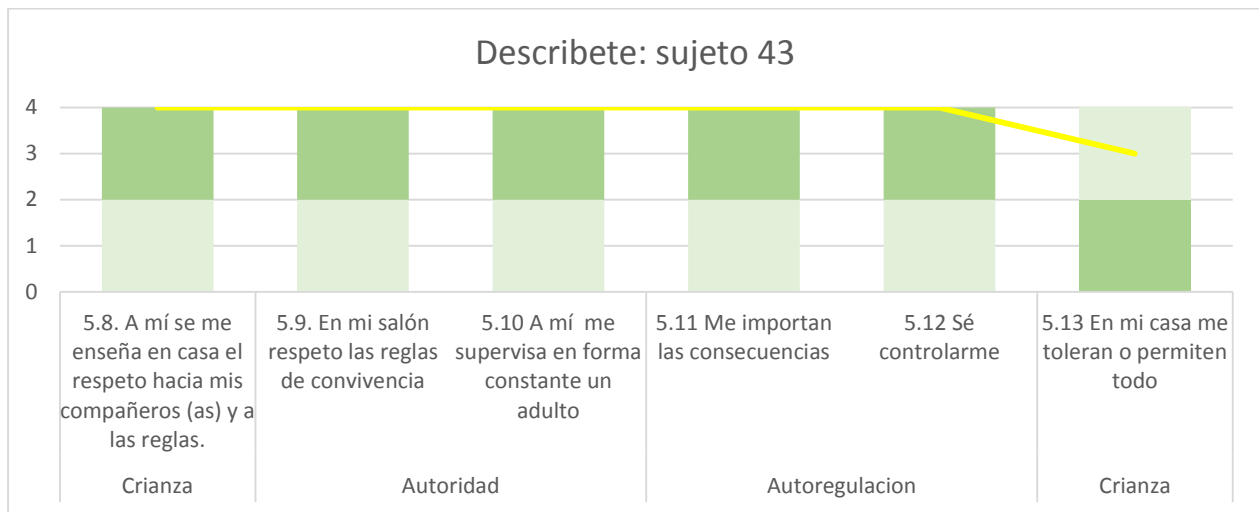 Describete: sujeto 43
4
3
2
1
0
5.8. A mí se me
enseña en casa el
respeto hacia mis
compañeros (as) y a
las reglas.
5.9. En mi salón
respeto las reglas
de convivencia
5.10 A mí me
supervisa en forma
constante un
adulto
5.11 Me importan
las consecuencias
5.12 Sé
controlarme
5.13 En mi casa me
toleran o permiten
todo
Crianza
Autoridad
Autoregulacion
Crianza